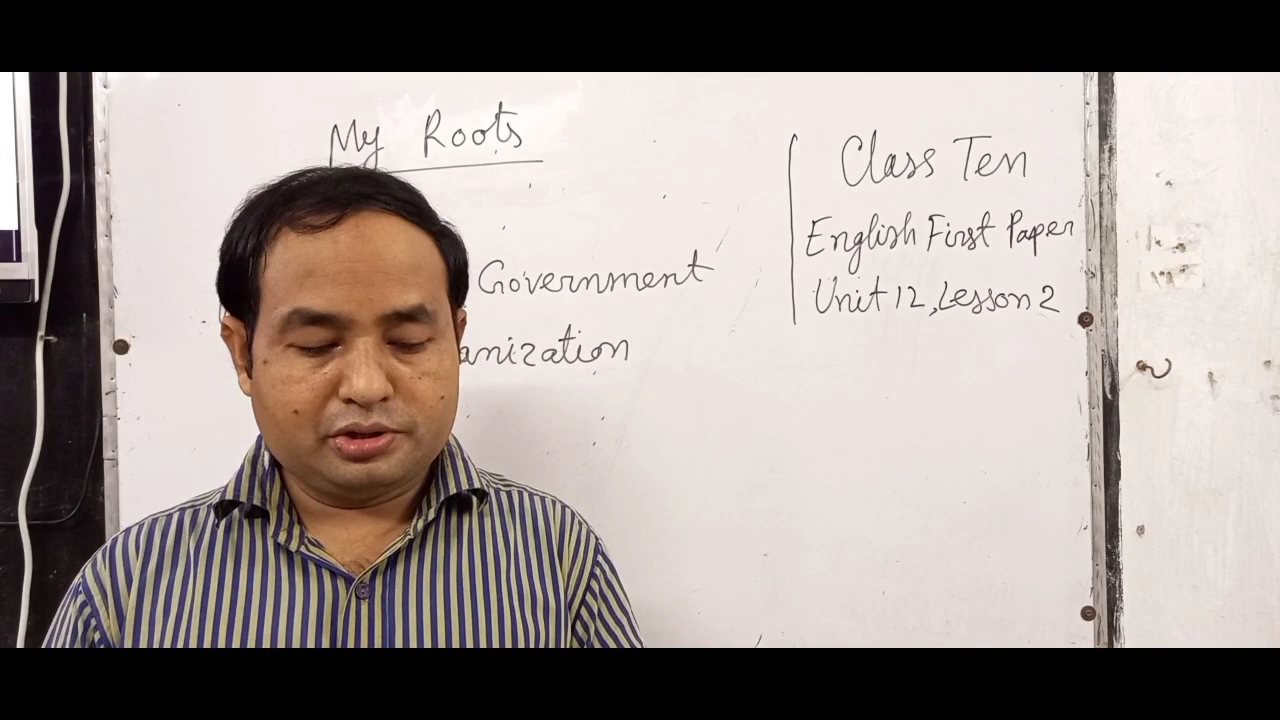 My Roots
Government
anization
Class Ten
English First Paper
Unit 12, Lesson 2